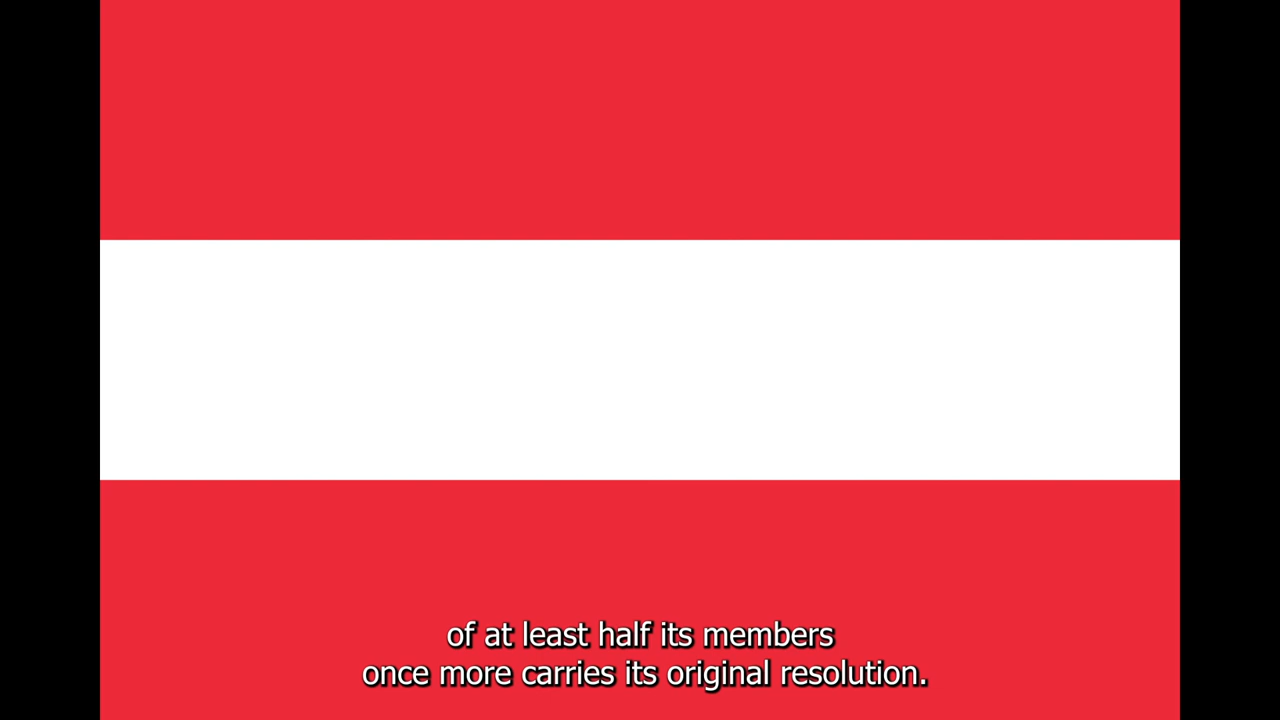 of at least half its members
once more carries its original resolution.